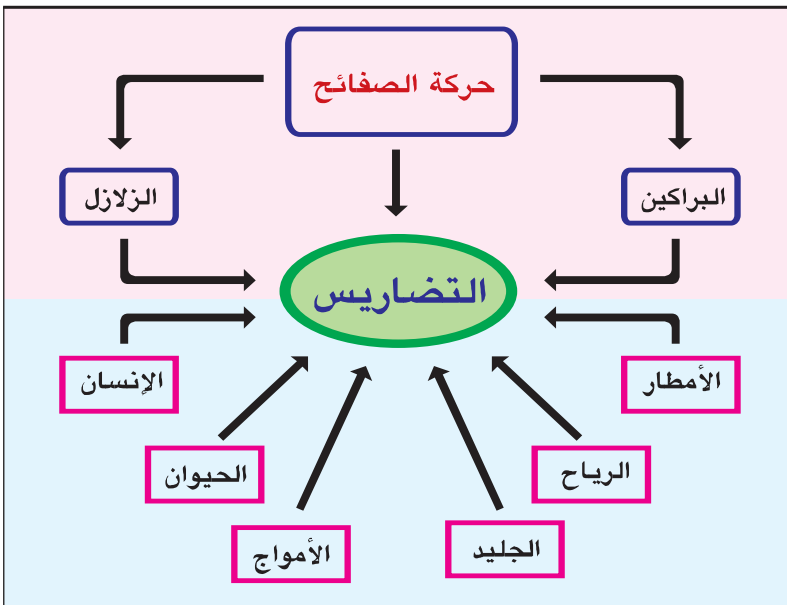 حركة الصفائح
البراكين
الزلازل
التضاريس
الأمطار
الإنسان
الرياح
الحيوان
الجليد
الأمواج